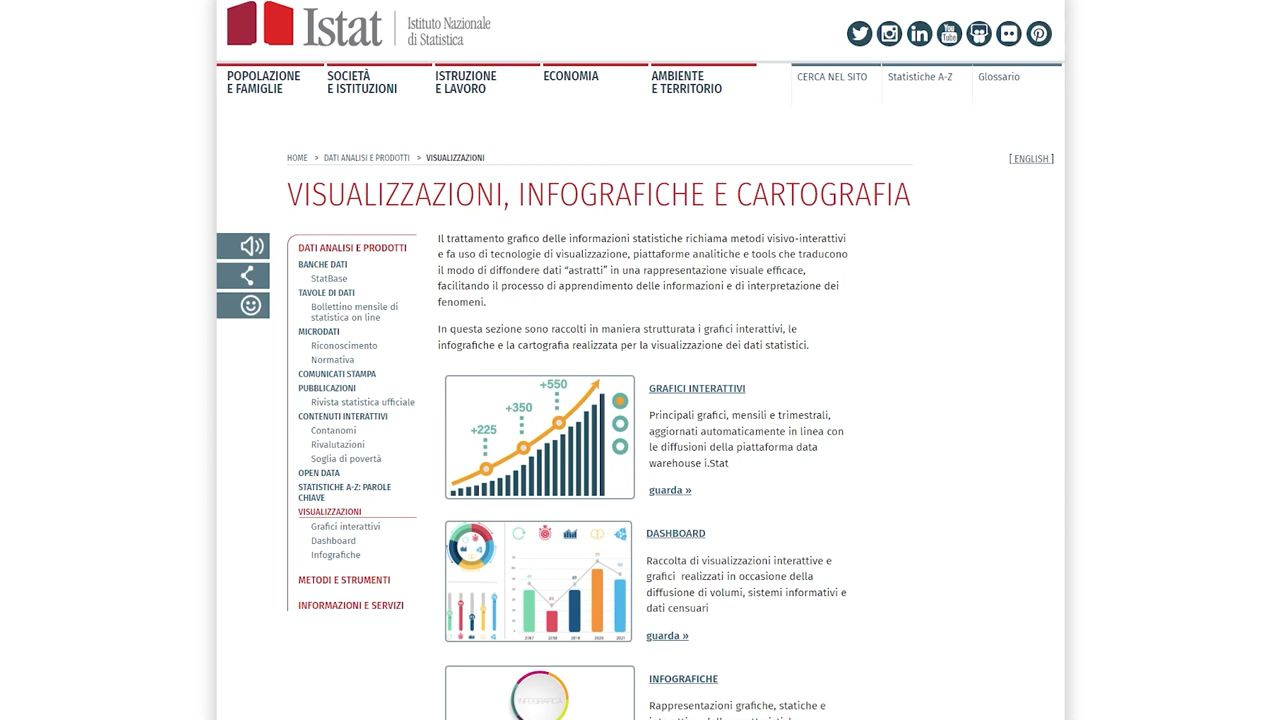 Istat
Istituto Nazionale
di Statistica
POPOLAZIONE
E FAMIGLIE
SOCIETÀ
E ISTITUZIONI
ISTRUZIONE
E LAVORO
ECONOMIA
AMBIENTE
E TERRITORIO
CERCA NEL SITO
Statistiche A-Z
Glossario
HOME > DATI ANALISI E PRODOTTI > VISUALIZZAZIONI
[ ENGLISH ]
VISUALIZZAZIONI, INFOGRAFICHE E CARTOGRAFIA
DATI ANALISI E PRODOTTI
BANCHE DATI
StatBase
TAVOLE DI DATI
Bollettino mensile di
statistica on line
MICRODATI
Riconoscimento
Normativa
COMUNICATI STAMPA
PUBBLICAZIONI
Rivista statistica ufficiale
CONTENUTI INTERATTIVI
Contanomi
Rivalutazioni
Soglia di povertà
OPEN DATA
STATISTICHE A-Z: PAROLE
CHIAVE
VISUALIZZAZIONI
Grafici interattivi
Dashboard
Infografiche
METODI E STRUMENTI
INFORMAZIONI E SERVIZI
Il trattamento grafico delle informazioni statistiche richiama metodi visivo-interattivi
e fa uso di tecnologie di visualizzazione, piattaforme analitiche e tools che traducono
il modo di diffondere dati “astratti” in una rappresentazione visuale efficace,
facilitando il processo di apprendimento delle informazioni e di interpretazione dei
fenomeni.
In questa sezione sono raccolti in maniera strutturata i grafici interattivi, le
infografiche e la cartografia realizzata per la visualizzazione dei dati statistici.
+225
+350
+550
GRAFICI INTERATTIVI
Principali grafici, mensili e trimestrali,
aggiornati automaticamente in linea con
le diffusioni della piattaforma data
warehouse i.Stat
guarda »
2017 2018 2019 2020 2021
DASHBOARD
Raccolta di visualizzazioni interattive e
grafici realizzati in occasione della
diffusione di volumi, sistemi informativi e
dati censuari
guarda »
INFOGRAFICA
INFOGRAFICHE
Rappresentazioni grafiche, statiche e